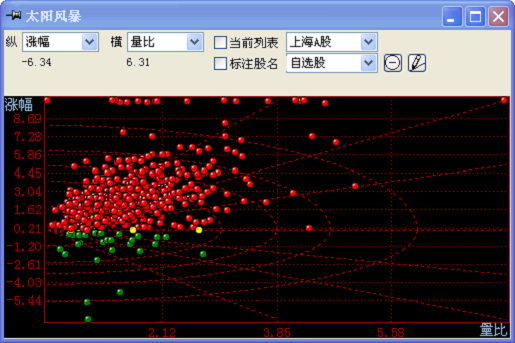 太阳风暴
纵 涨幅 横 量比 当前列表 上海A股
-6.34 6.31 标注股名 自选股
涨幅
8.69
7.28
5.86
4.45
3.04
1.62
0.21
-1.20
-2.61
-4.03
-5.44
量比
2.12 3.85 5.58